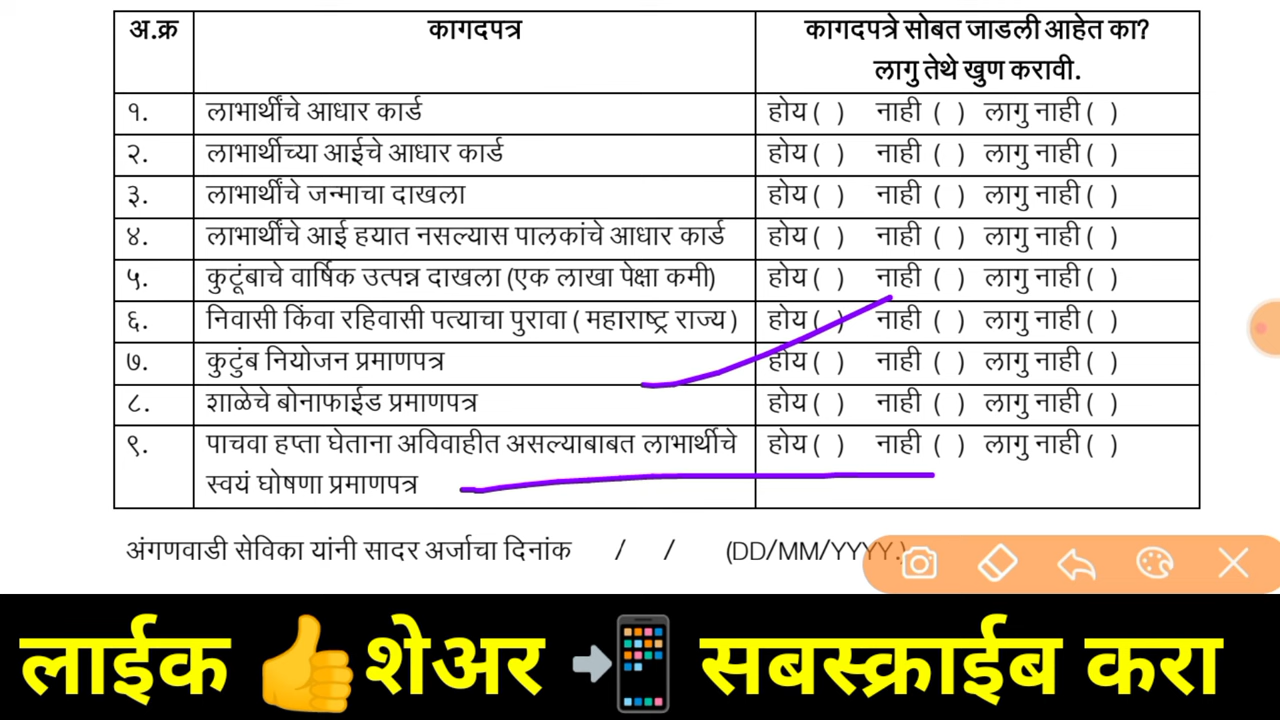 अ.क्र कागदपत्र कागदपत्रे सोबत जाडली आहेत का?
लागु तेथे खुण करावी.
१. लाभार्थीचे आधार कार्ड होय ( ) नाही ( ) लागु नाही ( )
२. लाभार्थीच्या आईचे आधार कार्ड होय ( ) नाही ( ) लागु नाही ( )
३. लाभार्थींचे जन्माचा दाखला होय ( ) नाही ( ) लागु नाही ( )
४. लाभार्थींचे आई हयात नसल्यास पालकांचे आधार कार्ड होय ( ) नाही ( ) लागु नाही ( )
५. कुटूंबाचे वार्षिक उत्पन्न दाखला (एक लाखा पेक्षा कमी) होय ( ) नाही ( ) लागु नाही ( )
६. निवासी किंवा रहिवासी पत्याचा पुरावा ( महाराष्ट्र राज्य ) होय ( ) नाही ( ) लागु नाही ( )
७. कुटुंब नियोजन प्रमाणपत्र होय ( ) नाही ( ) लागु नाही ( )
८. शाळेचे बोनाफाईड प्रमाणपत्र होय ( ) नाही ( ) लागु नाही ( )
९. पाचवा हप्ता घेताना अविवाहीत असल्याबाबत लाभार्थीचे होय ( ) नाही ( ) लागु नाही ( )
स्वयं घोषणा प्रमाणपत्र
अंगणवाडी सेविका यांनी सादर अर्जाचा दिनांक / / (DD/MM/YYYY.)
लाईक शेअर सबस्क्राईब करा